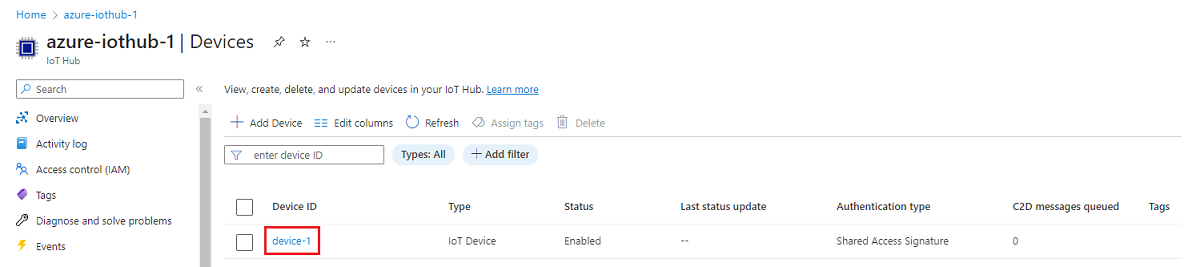 Home > azure-iothub-1 >
azure-iothub-1 | Devices ...
IoT Hub
Search
«
Overview
Activity log
Access control (IAM)
Tags
Diagnose and solve problems
Events
View, create, delete, and update devices in your IoT Hub. Learn more
+ Add Device Edit columns Refresh Assign tags Delete
enter device ID Types: All + Add filter
Device ID Type Status Last status update Authentication type C2D messages queued Tags
device-1 IoT Device Enabled -- Shared Access Signature 0